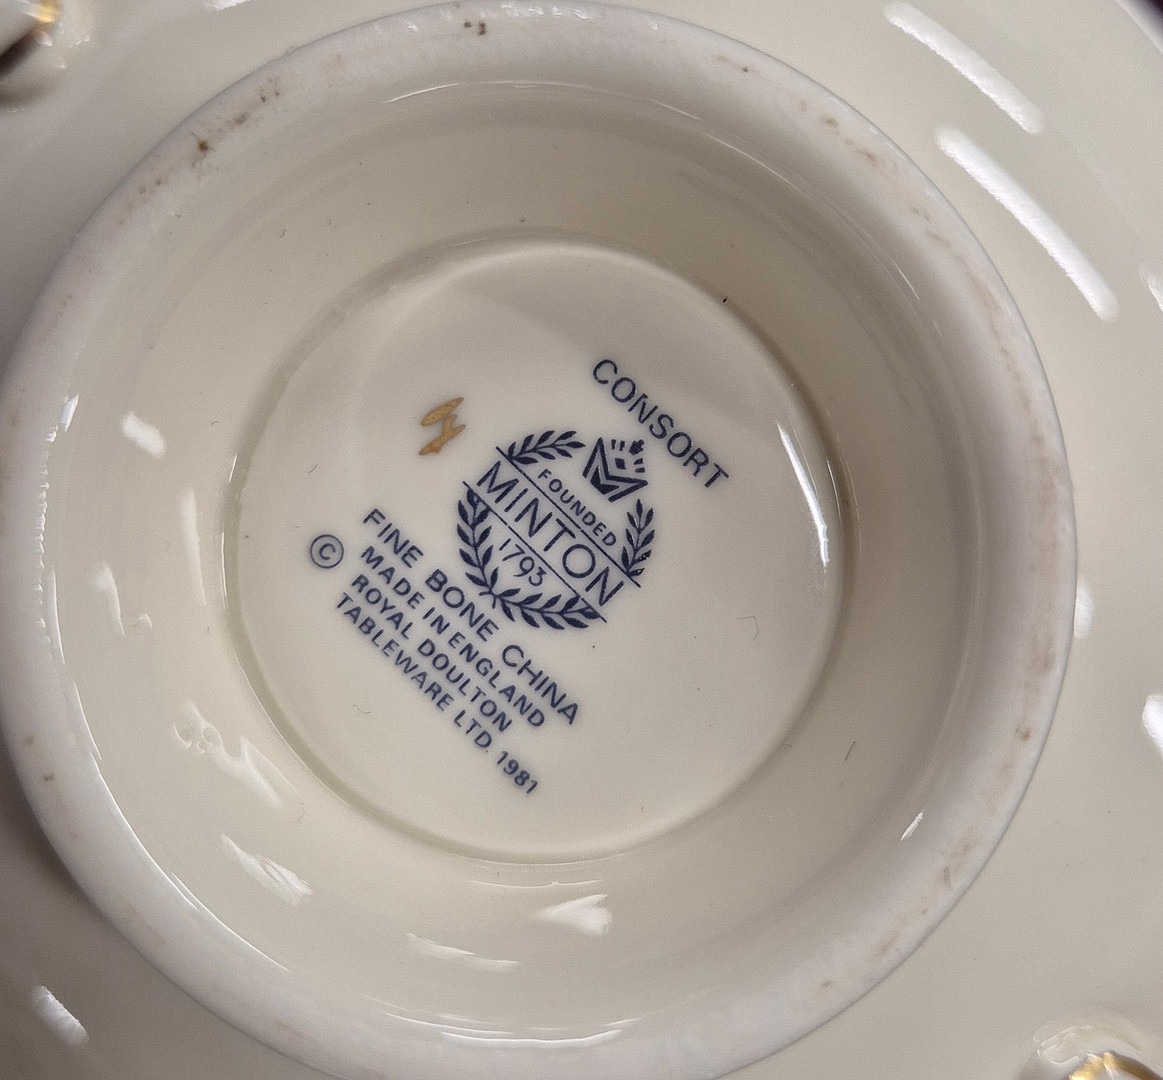 CONSORT
FOUNDED
MINTON
1793
FINE BONE CHINA
© MADE IN ENGLAND
ROYAL DOULTON
TABLEWARE LTD. 1981